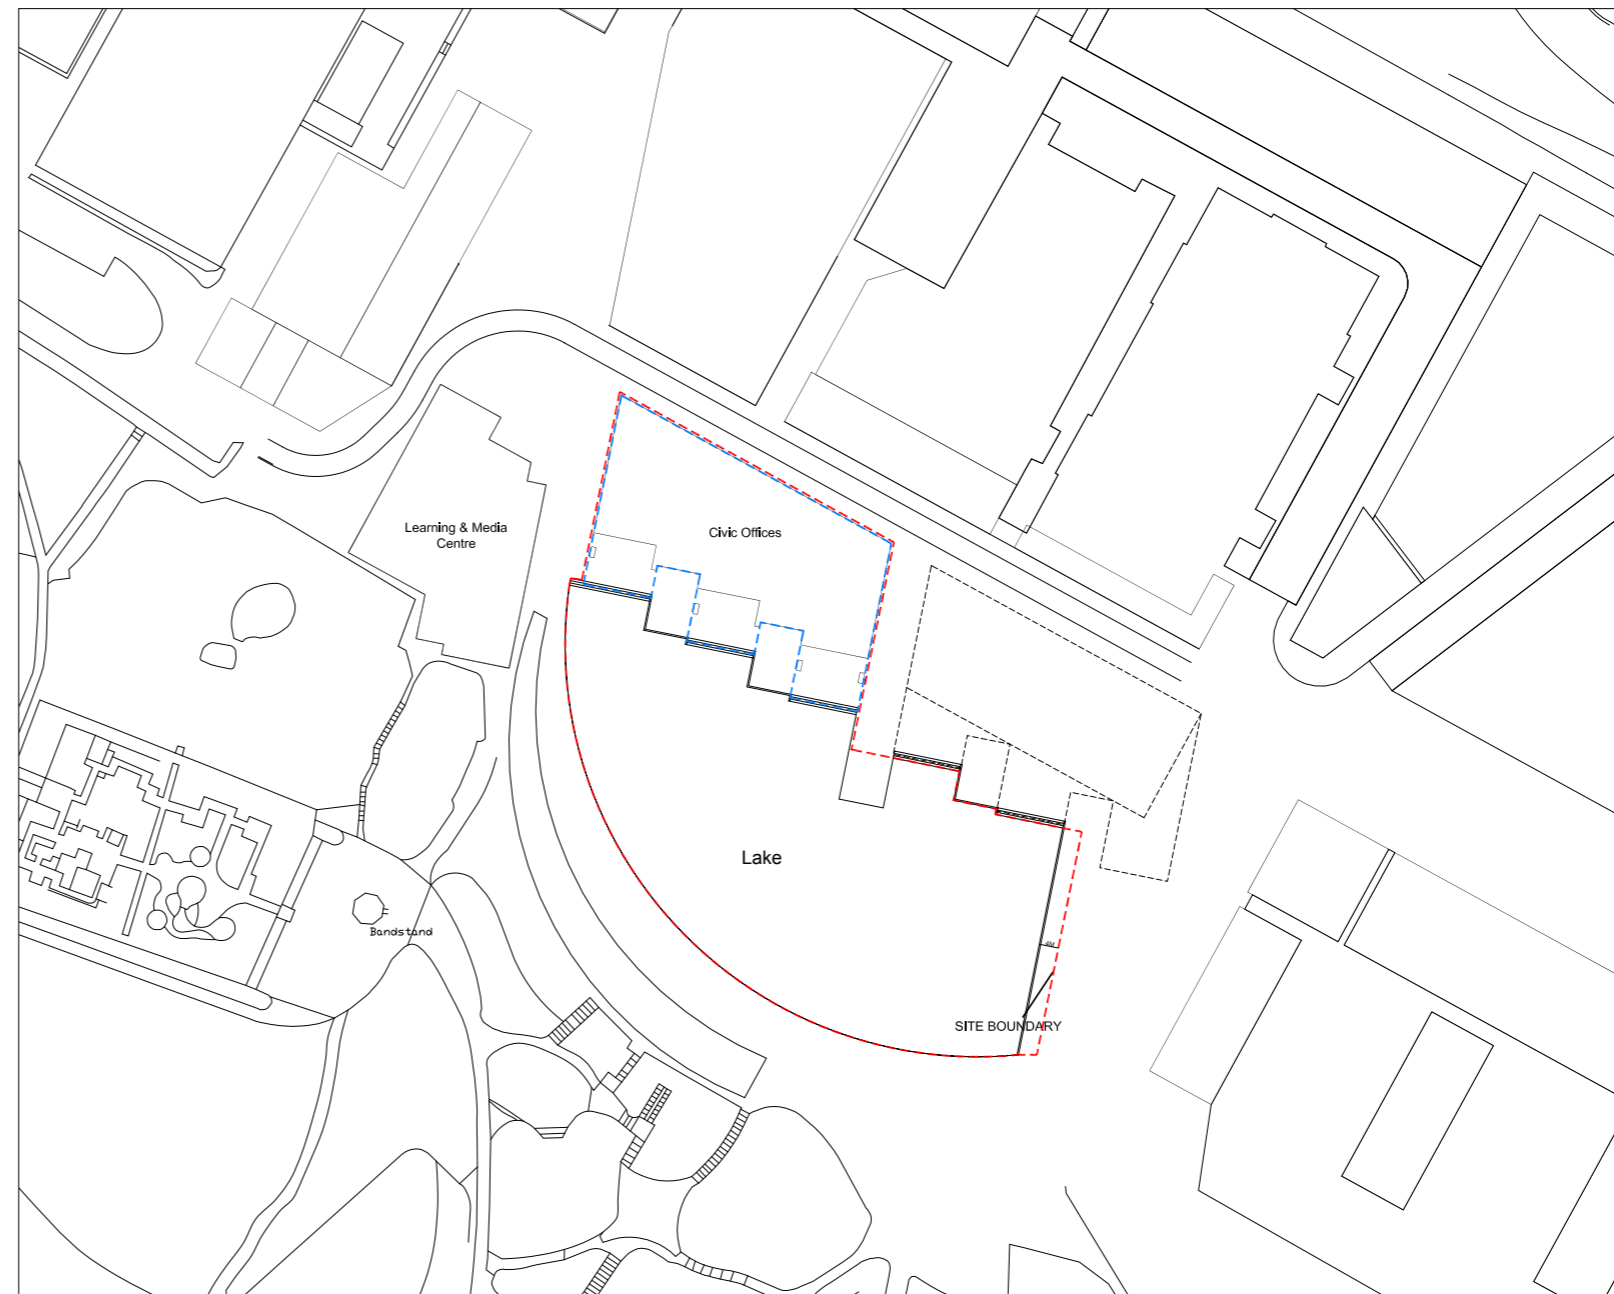 Learning & Media
Centre
Civic Offices
Lake
Bandstand
SITE BOUNDARY